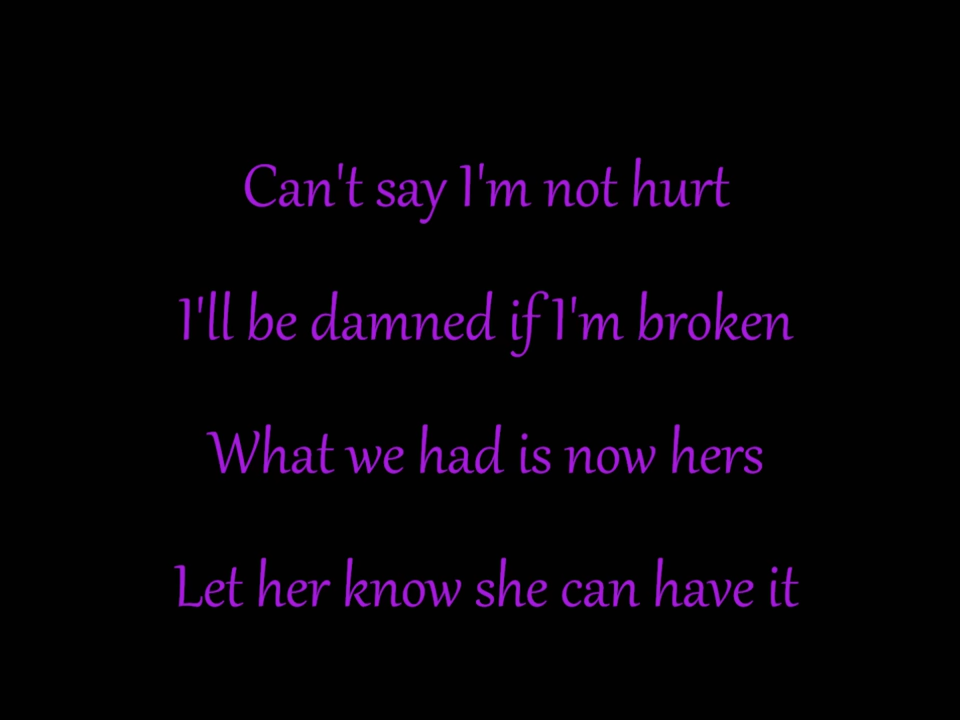 Can't say I'm not hurt
I'll be damned if I'm broken
What we had is now hers
Let her know she can have it